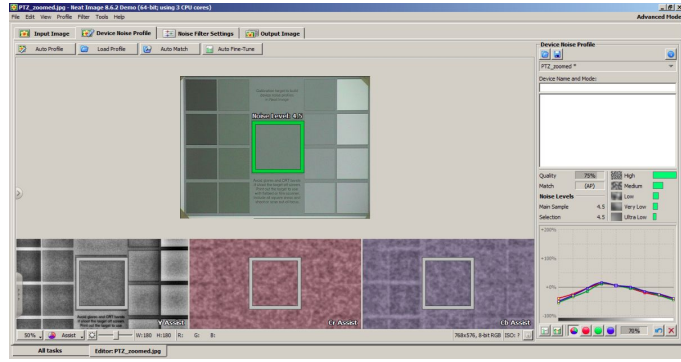 PTZ_zoomed.jpg - Neat Image 8.6.2 Demo (64-bit; using 3 CPU cores)
File Edit View Profile Filter Tools Help
Advanced Mode
Input Image
Device Noise Profile
Noise Filter Settings
Output Image
Auto Profile
Load Profile
Auto Match
Auto Fine-Tune
Noise Level: 4.5
Y Assist
Cr Assist
Cb Assist
50%
Assist
W:180 H:180 R: G: B:
768x576, 8-bit RGB ISO: ?
All tasks
Editor: PTZ_zoomed.jpg
Device Noise Profile
PTZ_zoomed *
Device Name and Mode:
Quality 75% High
Match (AP) Medium
Noise Levels Low
Main Sample 4.5 Very Low
Selection 4.5 Ultra Low
+200%
+100%
+0%
-100%
70%